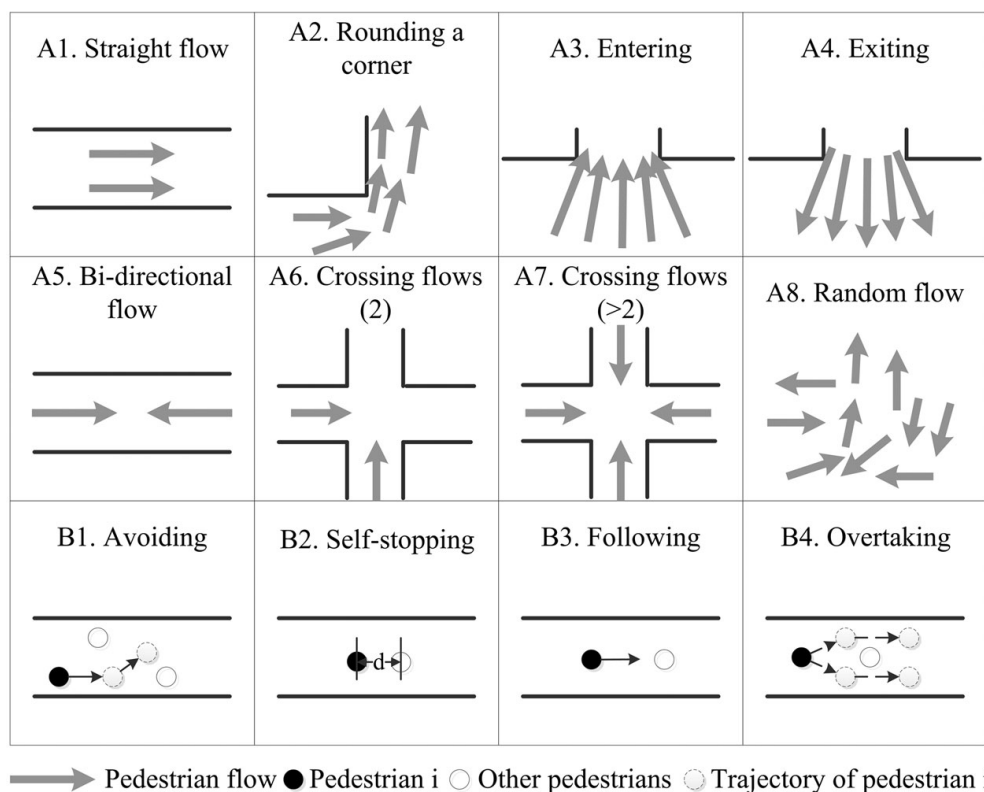 A1. Straight flow
A2. Rounding a
corner
A3. Entering
A4. Exiting
A5. Bi-directional
flow
A6. Crossing flows
(2)
A7. Crossing flows
(>2)
A8. Random flow
B1. Avoiding
B2. Self-stopping
B3. Following
B4. Overtaking
d
Pedestrian flow Pedestrian i Other pedestrians Trajectory of pedestrian